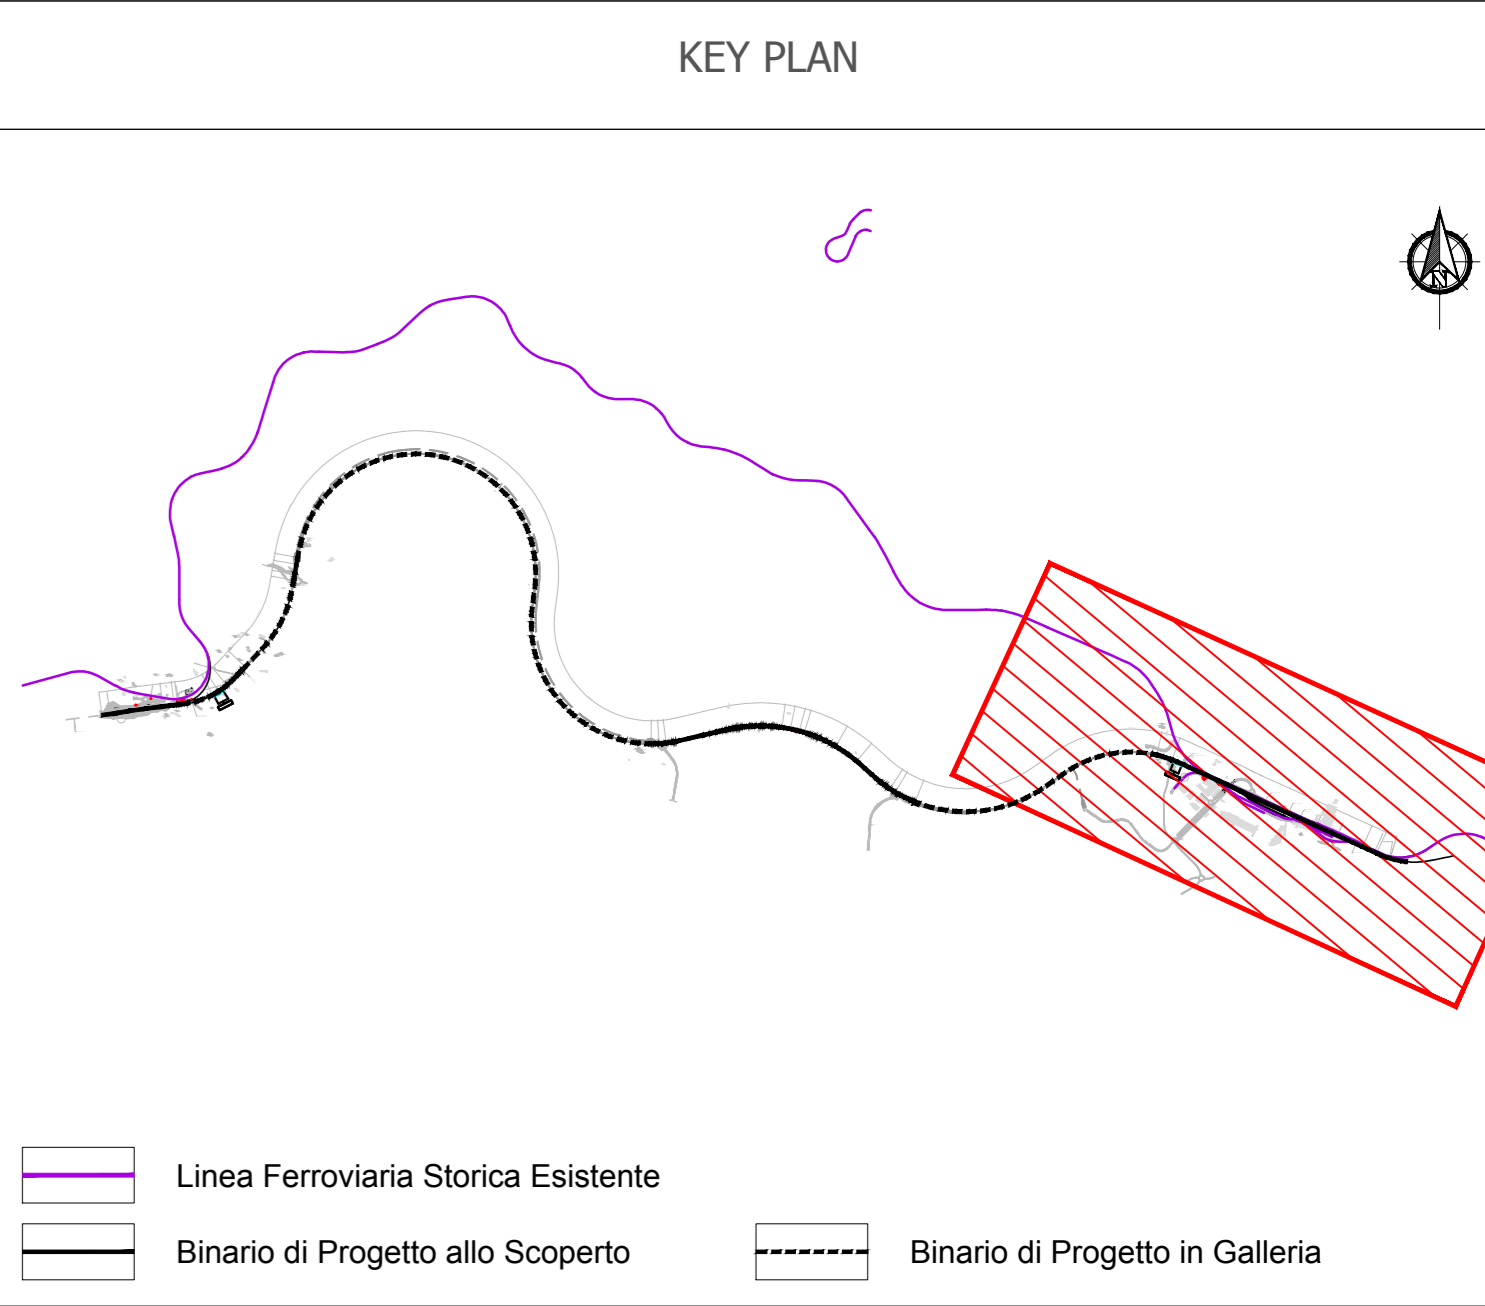 KEY PLAN
N
Linea Ferroviaria Storica Esistente
Binario di Progetto allo Scoperto
Binario di Progetto in Galleria